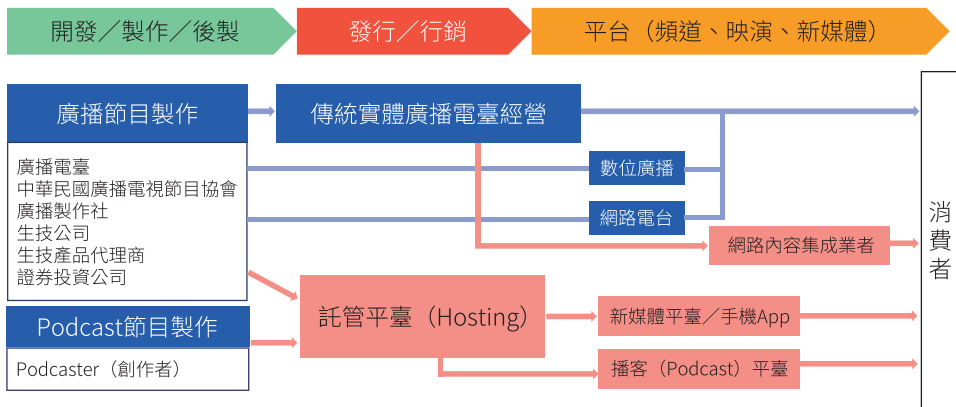 開發／製作／後製
發行／行銷
平台（頻道、映演、新媒體）
廣播節目製作
傳統實體廣播電臺經營
廣播電臺
中華民國廣播電視節目協會
廣播製作社
生技公司
生技產品代理商
證券投資公司
數位廣播
網路電台
網路內容集成業者
消費者
Podcast節目製作
Podcaster（創作者）
託管平臺（Hosting）
新媒體平臺／手機App
播客（Podcast）平臺